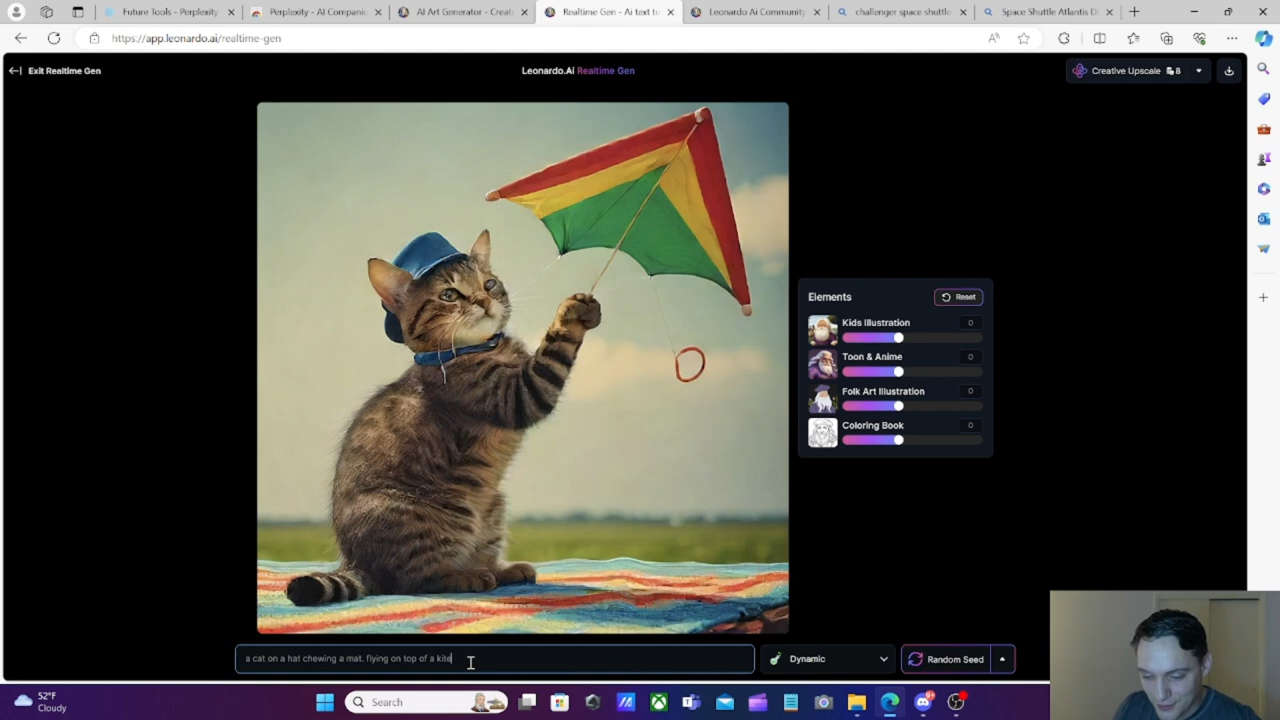 Future Tools - Perplexity
Perplexity - AI Companic
AI Art Generator - Create
Realtime Gen - Ai text to
Leonardo Ai Community
challenger space shuttle
Space Shuttle Atlantis Di
https://app.leonardo.ai/realtime-gen
Exit Realtime Gen
Leonardo.Ai Realtime Gen
Creative Upscale 8
Elements
Reset
Kids Illustration 0
Toon & Anime 0
Folk Art Illustration 0
Coloring Book 0
a cat on a hat chewing a mat. flying on top of a kite
Dynamic
Random Seed
52°F
Cloudy
Search